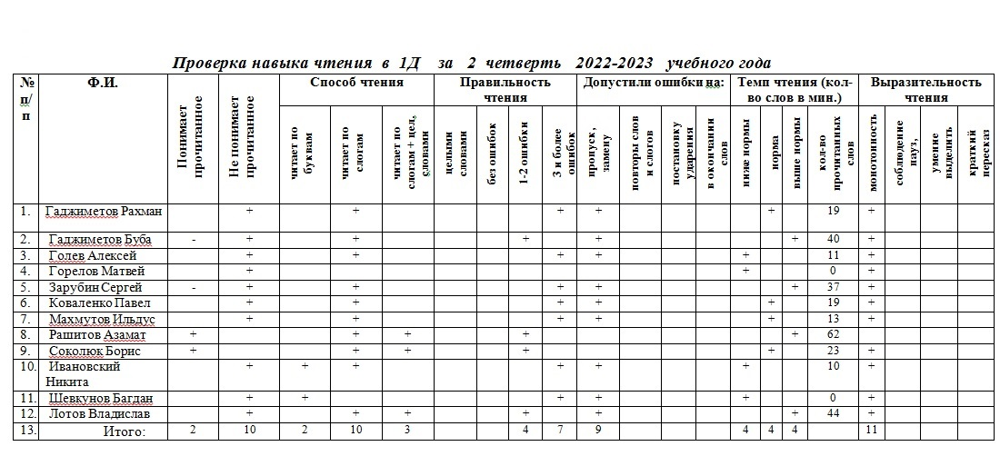 Проверка навыка чтения в 1Д за 2 четверть 2022-2023 учебного года
№ п/п Ф.И. Понимает прочитанное Не понимает прочитанное Способ чтения Правильность чтения Допустили ошибки на: Темп чтения (кол-во слов в мин.) Выразительность чтения
читает по буквам читает по слогам читает по слогам + цел, словами целыми словами без ошибок 1-2 ошибки 3 и более ошибок пропуск, замену повторы слов и слогов постановку ударения в окончании слов ниже нормы норма выше нормы кол-во прочитанных слов монотонность соблюдение пауз, умение выделить краткий пересказ
1. Гаджиметов Рахман + + + + + 19 +
2. Гаджиметов Буба - + + + + + 40 +
3. Голев Алексей + + + + + 11 +
4. Горелов Матвей + + 0 +
5. Зарубин Сергей - + + + + + 37 +
6. Коваленко Павел + + + + + 19 +
7. Махмутов Ильдус + + + + + 13 +
8. Рашитов Азамат + + + + + 62
9. Соколюк Борис + + + + + 23 +
10. Ивановский Никита + + + + + + 10 +
11. Шевкунов Багдан + + + + + 0 +
12. Лотов Владислав + + + + + + 44 +
13. Итого: 2 10 2 10 3 4 7 9 4 4 4 11